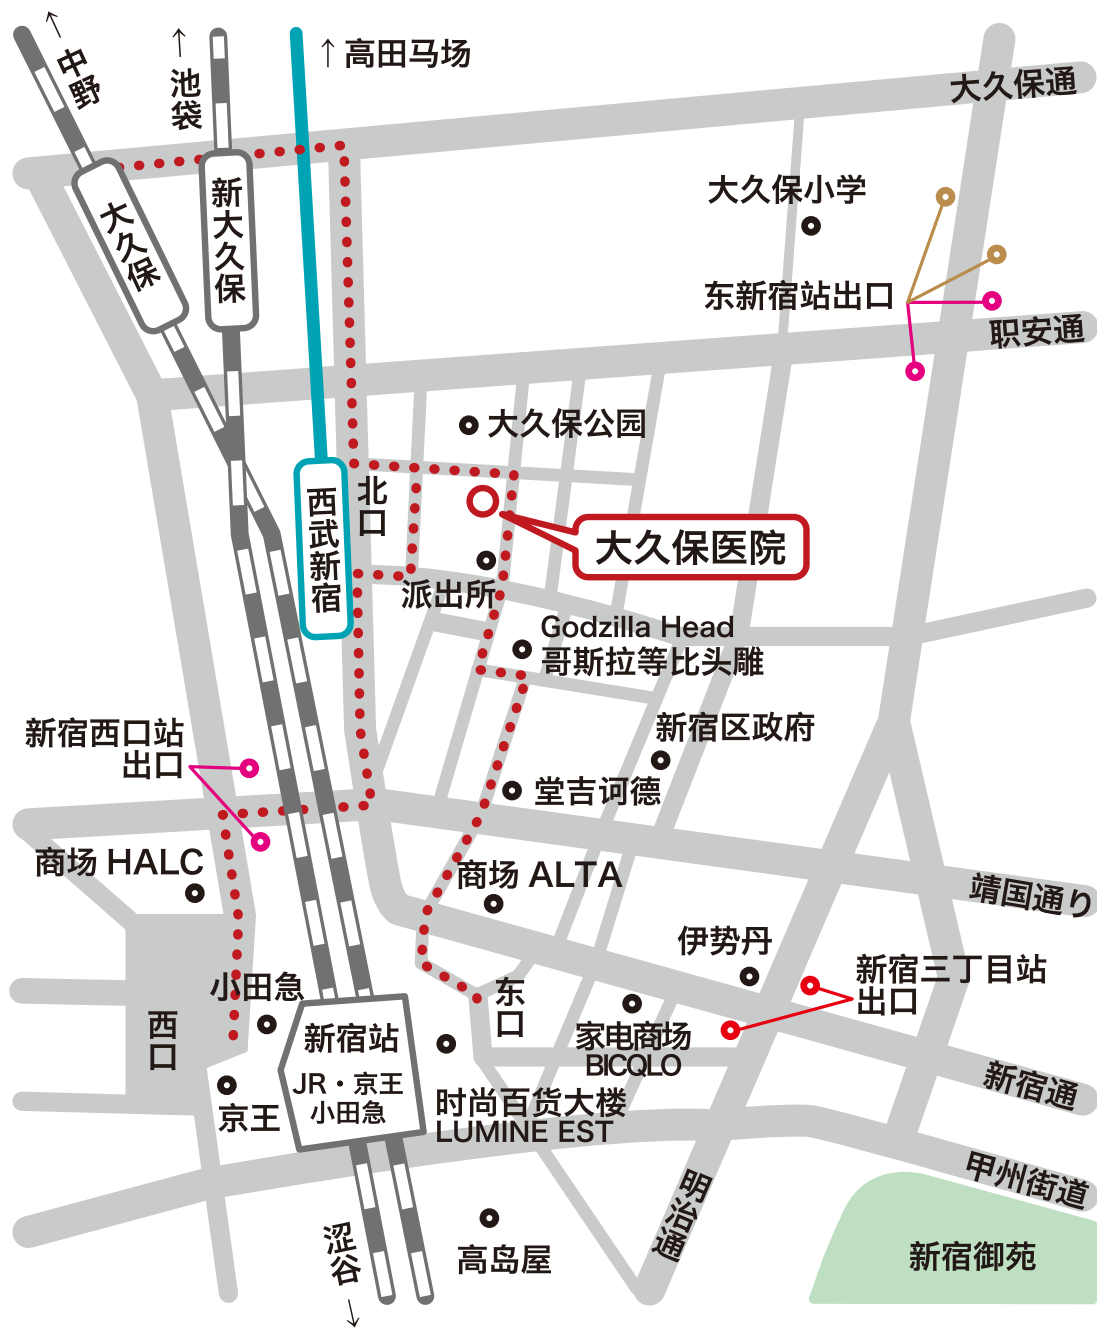 ↑ 中野
↑ 池袋
↑ 高田马场
大久保通
大久保
新大久保
大久保小学
东新宿站出口
职安通
大久保公园
西武新宿
北口
大久保医院
派出所
Godzilla Head
哥斯拉等比头雕
新宿区政府
新宿西口站
出口
堂吉诃德
商场 HALC
商场 ALTA
靖国通り
伊势丹
新宿三丁目站
出口
小田急
东口
西口
新宿站
JR・京王
小田急
家电商场
BICQLO
京王
时尚百货大楼
LUMINE EST
新宿通
甲州街道
明治通
涩谷 ↓
高岛屋
新宿御苑